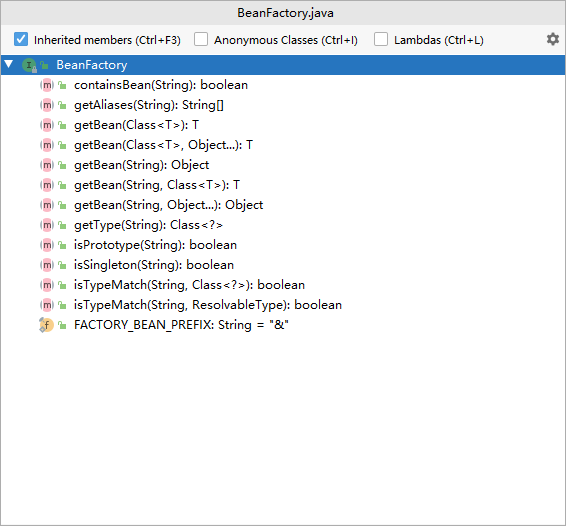 BeanFactory.java
Inherited members (Ctrl+F3) Anonymous Classes (Ctrl+I) Lambdas (Ctrl+L)
I BeanFactory
m containsBean(String): boolean
m getAliases(String): String[]
m getBean(Class<T>): T
m getBean(Class<T>, Object...): T
m getBean(String): Object
m getBean(String, Class<T>): T
m getBean(String, Object...): Object
m getType(String): Class<?>
m isPrototype(String): boolean
m isSingleton(String): boolean
m isTypeMatch(String, Class<?>): boolean
m isTypeMatch(String, ResolvableType): boolean
f FACTORY_BEAN_PREFIX: String = "&"